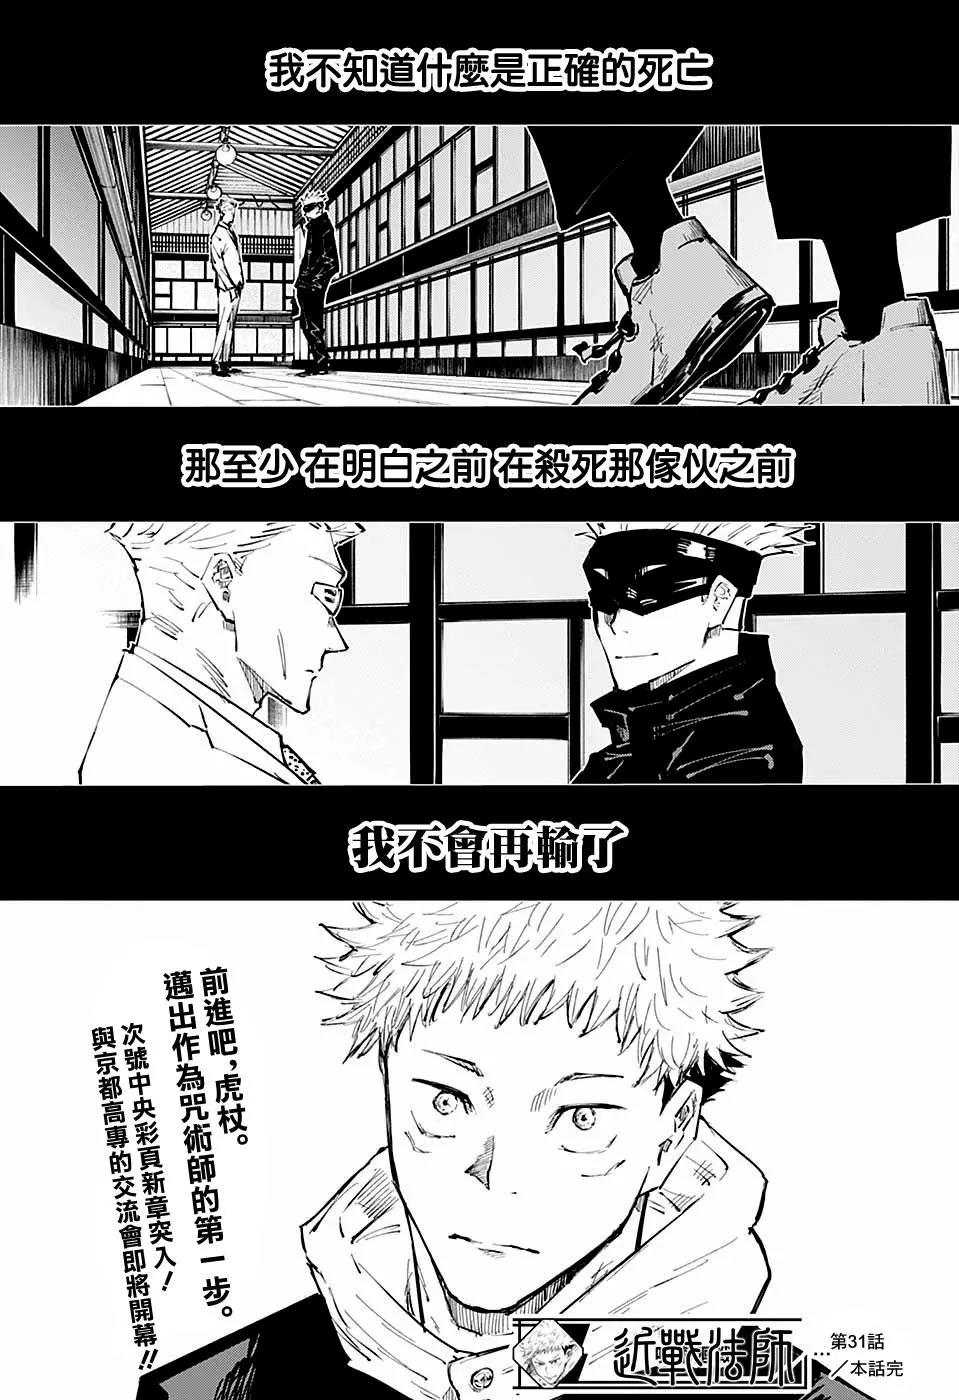 我不知道什麼是正確的死亡
那至少 在明白之前 在殺死那傢伙之前
我不會再輸了
前進吧，虎杖。
邁出作為咒術師的第一步。
次號中央彩頁新章突入！
與京都高專的交流會即將開幕!!
近戰法師
…
第31話
／本話完